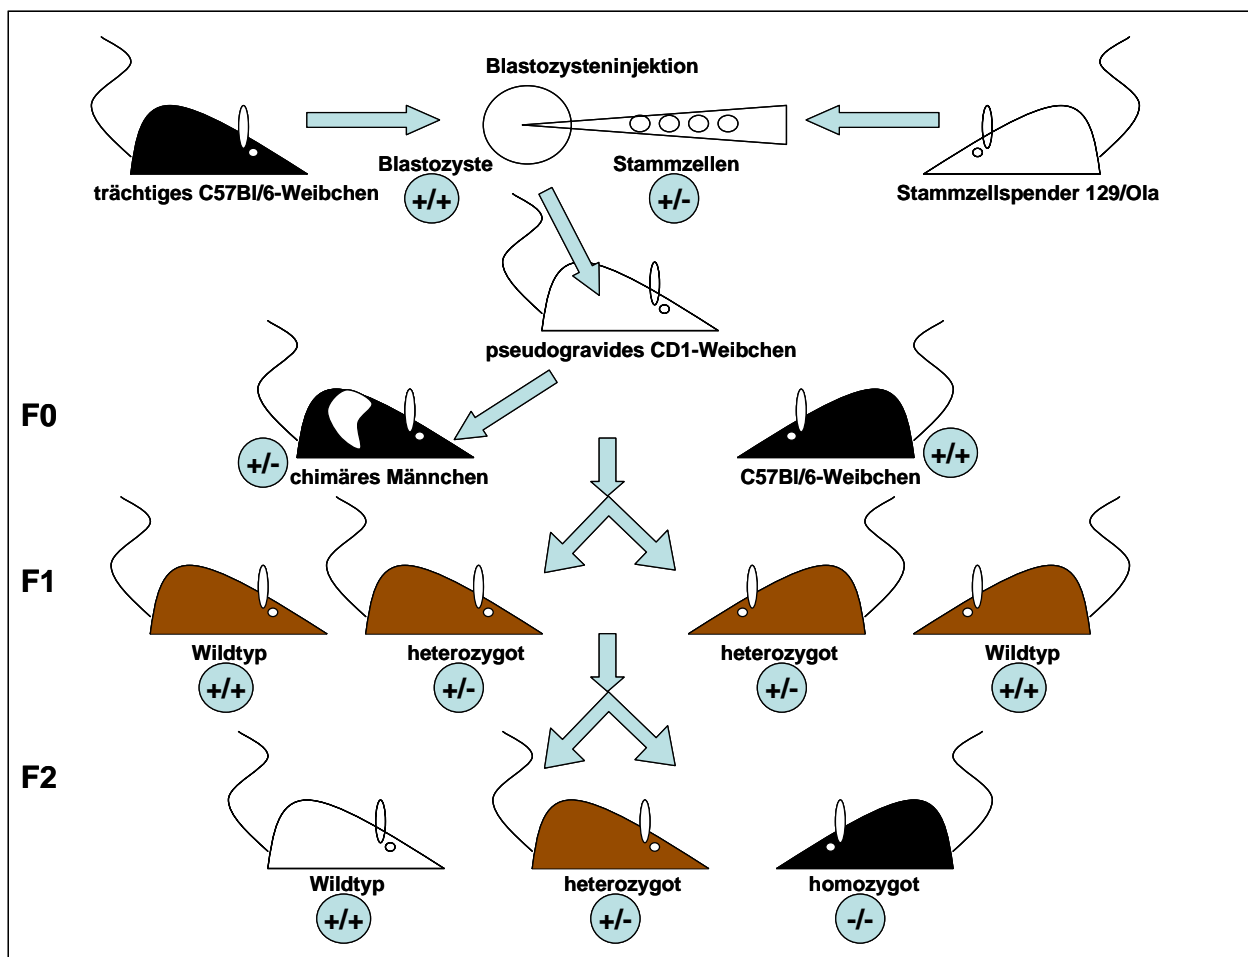 Blastozysteninjektion
Blastozyste
Stammzellen
trächtiges C57Bl/6-Weibchen
+/+
+/-
Stammzellspender 129/Ola
pseudogravides CD1-Weibchen
F0
+/-
chimäres Männchen
C57Bl/6-Weibchen
+/+
F1
Wildtyp
heterozygot
heterozygot
Wildtyp
+/+
+/-
+/-
+/+
F2
Wildtyp
heterozygot
homozygot
+/+
+/-
-/-